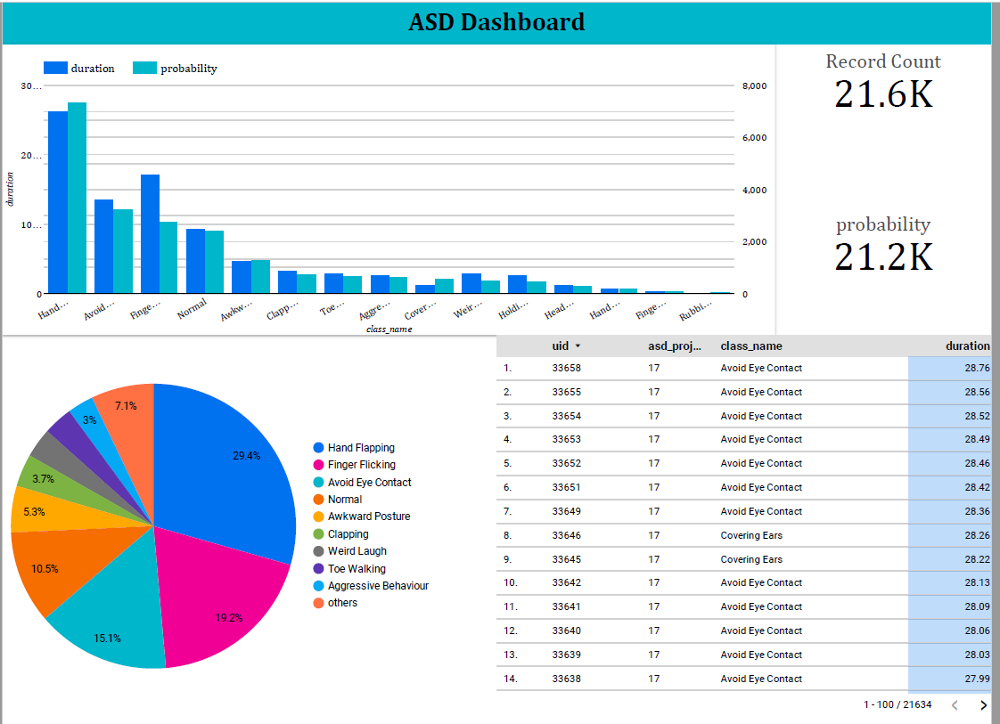 ASD Dashboard
duration
probability
30...
20...
10...
0
duration
8,000
6,000
4,000
2,000
0
Hand...
Avoid...
Finge...
Normal
Awkw...
Clapp...
Toe...
Aggre...
Cover...
Weir...
Holdi...
Head...
Hand...
Finge...
Rubbi...
class_name
Record Count
21.6K
probability
21.2K
29.4%
19.2%
15.1%
10.5%
5.3%
3.7%
3%
7.1%
Hand Flapping
Finger Flicking
Avoid Eye Contact
Normal
Awkward Posture
Clapping
Weird Laugh
Toe Walking
Aggressive Behaviour
others
uid asd_proj... class_name duration
1. 33658 17 Avoid Eye Contact 28.76
2. 33655 17 Avoid Eye Contact 28.56
3. 33654 17 Avoid Eye Contact 28.52
4. 33653 17 Avoid Eye Contact 28.49
5. 33652 17 Avoid Eye Contact 28.46
6. 33651 17 Avoid Eye Contact 28.42
7. 33649 17 Avoid Eye Contact 28.36
8. 33646 17 Covering Ears 28.26
9. 33645 17 Covering Ears 28.22
10. 33642 17 Avoid Eye Contact 28.13
11. 33641 17 Avoid Eye Contact 28.09
12. 33640 17 Avoid Eye Contact 28.06
13. 33639 17 Avoid Eye Contact 28.03
14. 33638 17 Avoid Eye Contact 27.99
1 - 100 / 21634